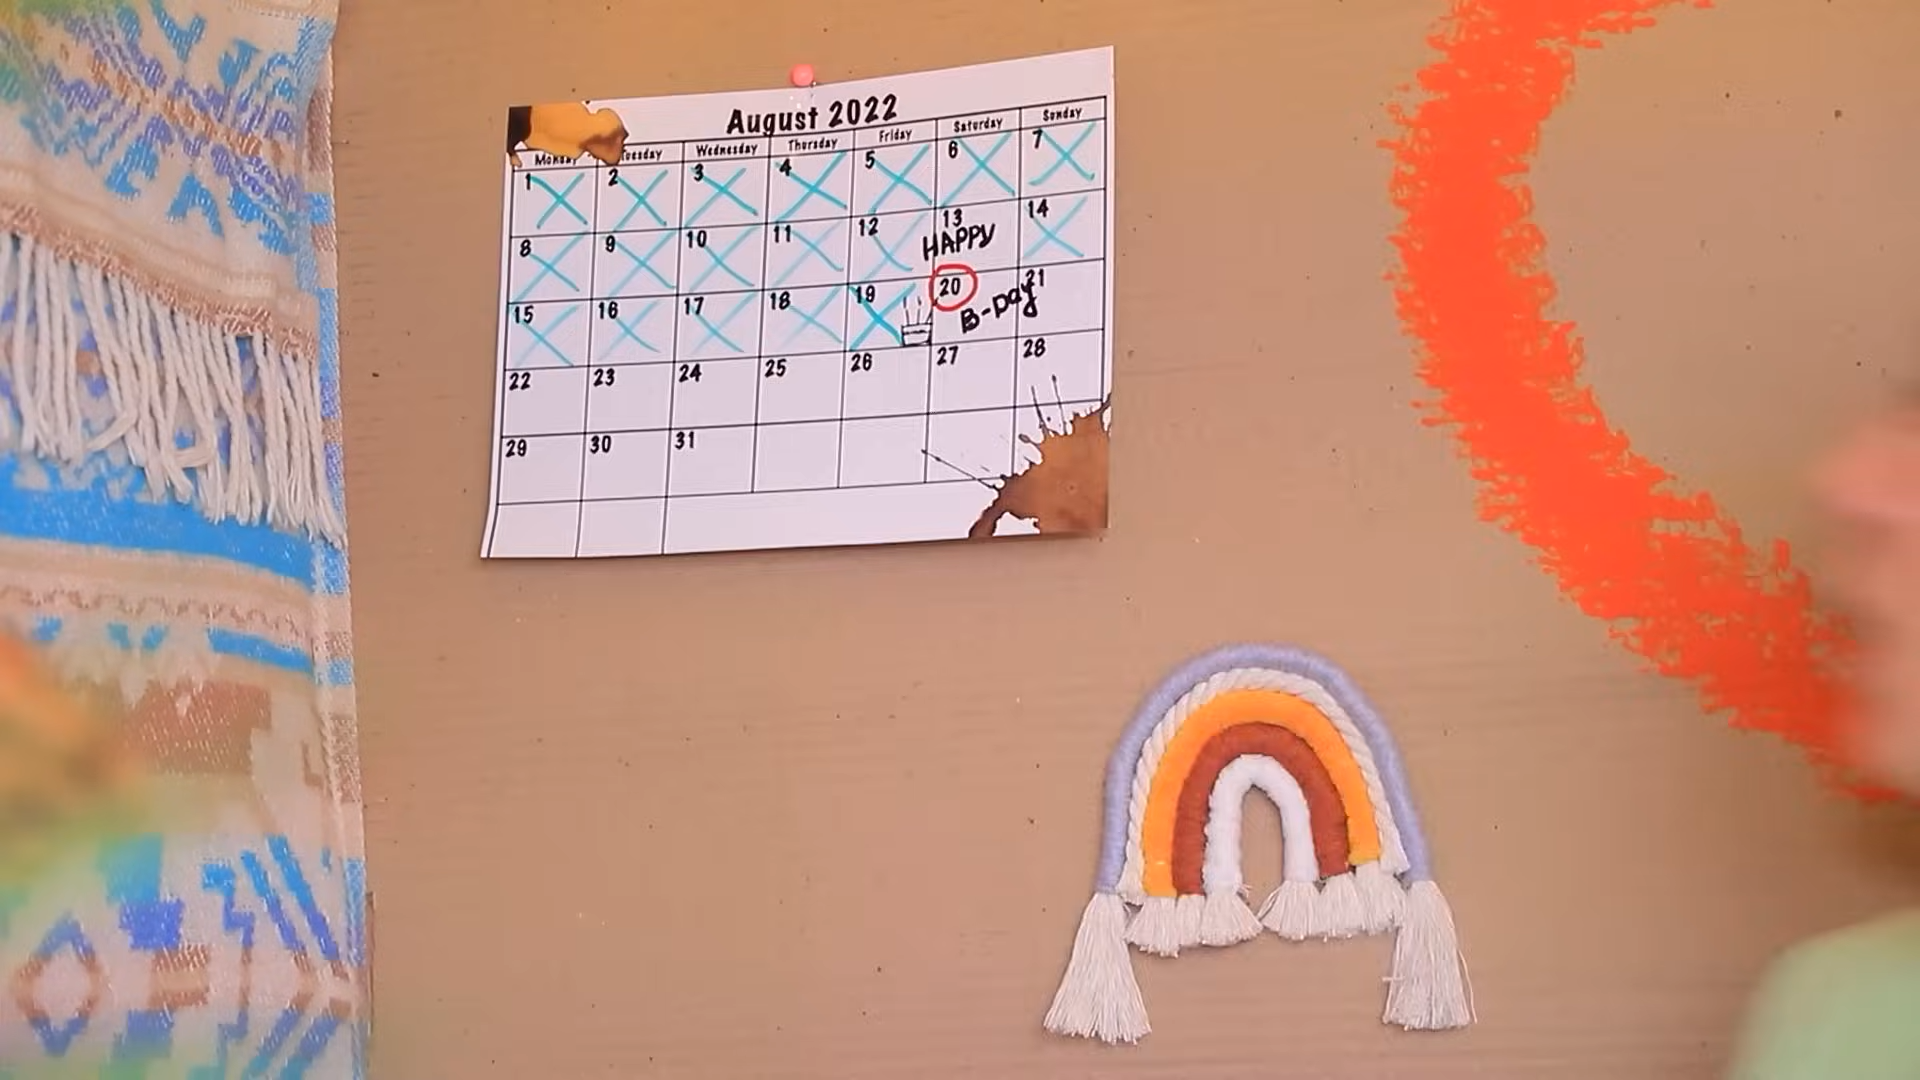 August 2022
Monday Tuesday Wednesday Thursday Friday Saturday Sunday
1 2 3 4 5 6 7
8 9 10 11 12 13 14
HAPPY
15 16 17 18 19 20 21
B-Day!
22 23 24 25 26 27 28
29 30 31